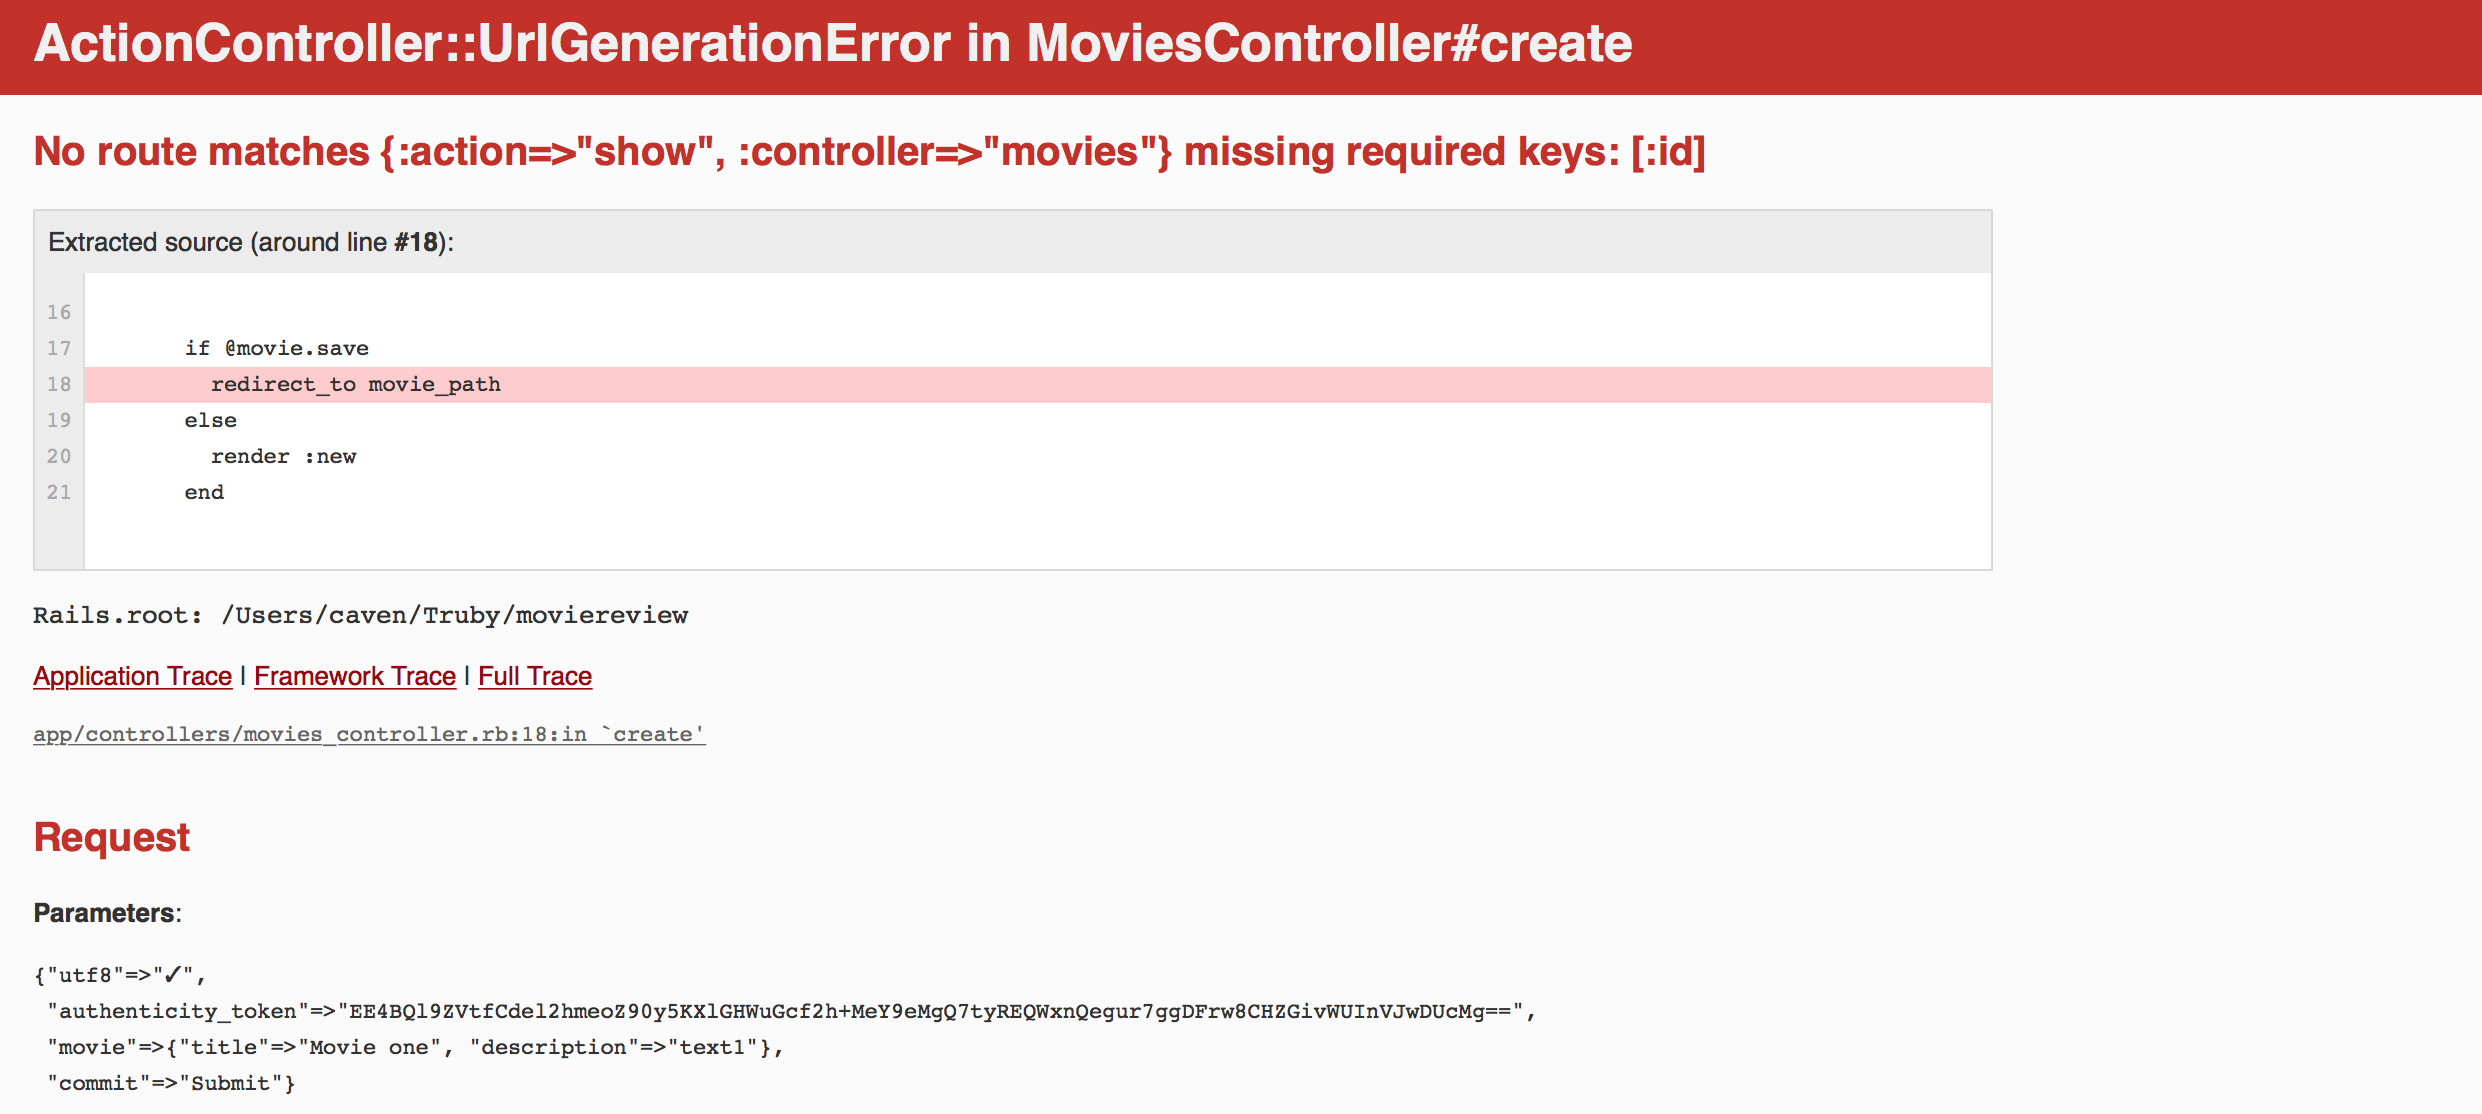 ActionController::UrlGenerationError in MoviesController#create
No route matches {:action=>"show", :controller=>"movies"} missing required keys: [:id]
Extracted source (around line #18):
16
17 if @movie.save
18 redirect_to movie_path
19 else
20 render :new
21 end
Rails.root: /Users/caven/Truby/moviereview
Application Trace | Framework Trace | Full Trace
app/controllers/movies_controller.rb:18:in `create'
Request
Parameters:
{"utf8"=>"✓",
"authenticity_token"=>"EE4BQl9ZVtfCdel2hmeoZ90y5KXlGHWuGcf2h+MeY9eMgQ7tyREQWxnQegur7ggDFrw8CHZGivWUInVJwDUcMg==",
"movie"=>{"title"=>"Movie one", "description"=>"text1"},
"commit"=>"Submit"}